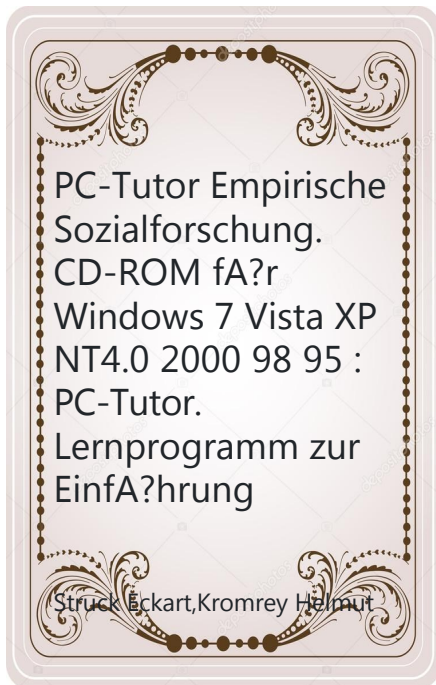 PC-Tutor Empirische
Sozialforschung.
CD-ROM fA?r
Windows 7 Vista XP
NT4.0 2000 98 95 :
PC-Tutor.
Lernprogramm zur
EinfA?hrung
Struck Eckart,Kromrey Helmut